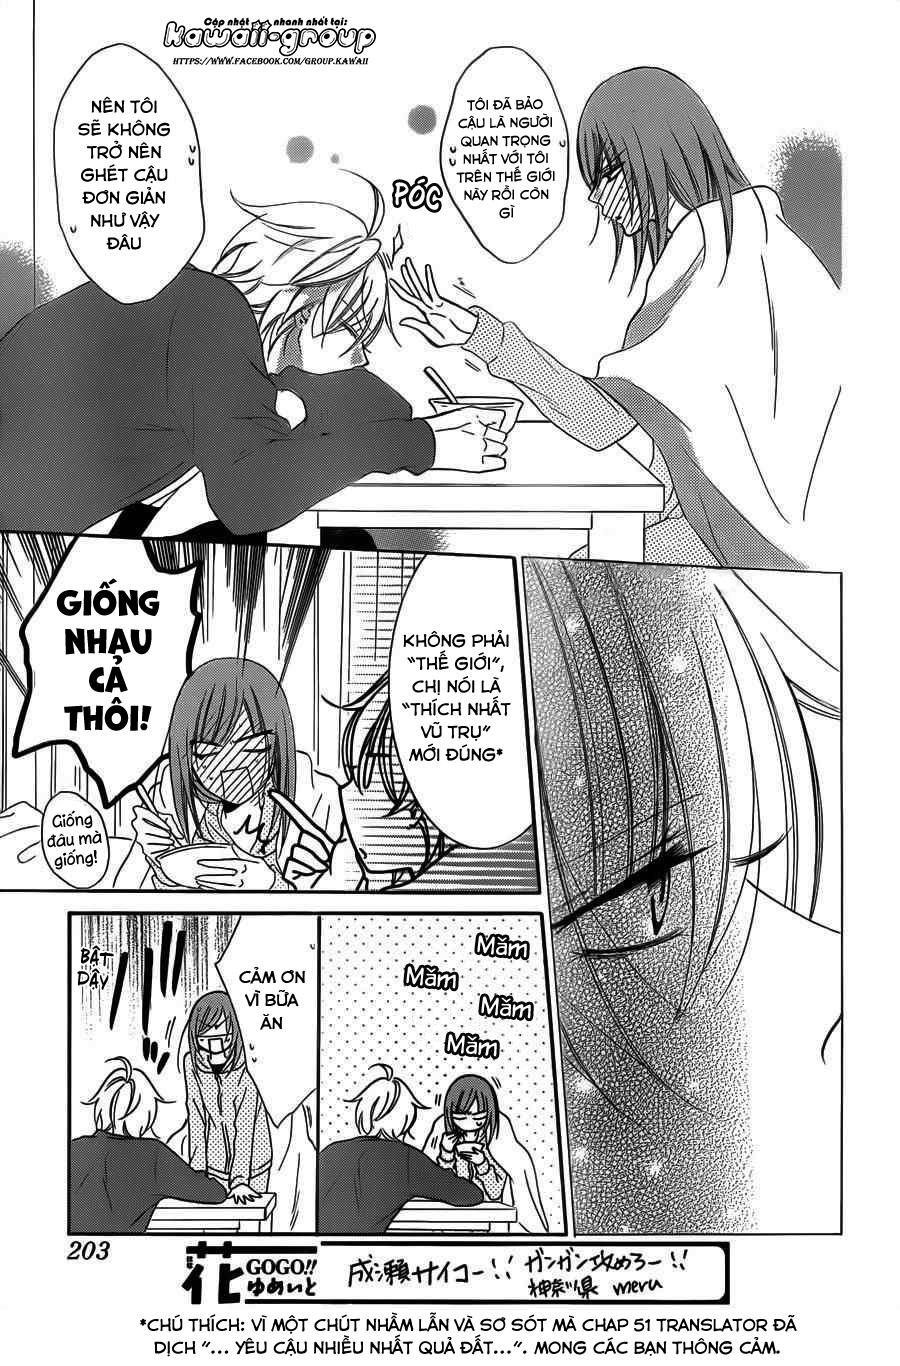 Cập nhật nhanh nhất tại:
kawaii-group
HTTPS://WWW.FACEBOOK.COM/GROUP.KAWAII
TÔI ĐÃ BẢO
CẬU LÀ NGƯỜI
QUAN TRỌNG
NHẤT VỚI TÔI
TRÊN THẾ GIỚI
NÀY RỒI CÒN
GÌ
PÓC
NÊN TÔI
SẼ KHÔNG
TRỞ NÊN
GHÉT CẬU
ĐƠN GIẢN
NHƯ VẬY
ĐÂU
KHÔNG PHẢI
“THẾ GIỚI”,
CHỊ NÓI LÀ
“THÍCH NHẤT
VŨ TRỤ”
MỚI ĐÚNG*
GIỐNG
NHAU
CẢ
THÔI!
Giống
đâu mà
giống!
Măm
Măm
Măm
Măm
CẢM ƠN
VÌ BỮA
ĂN
BẬT
DẬY
203
花
GOGO!!
ゆめいと
成瀬サイコー!! ガンガン攻めろー!!
神奈川県 meru
*CHÚ THÍCH: VÌ MỘT CHÚT NHẦM LẪN VÀ SƠ SÓT MÀ CHAP 51 TRANSLATOR ĐÃ
DỊCH “... YÊU CẬU NHIỀU NHẤT QUẢ ĐẤT...”. MONG CÁC BẠN THÔNG CẢM.